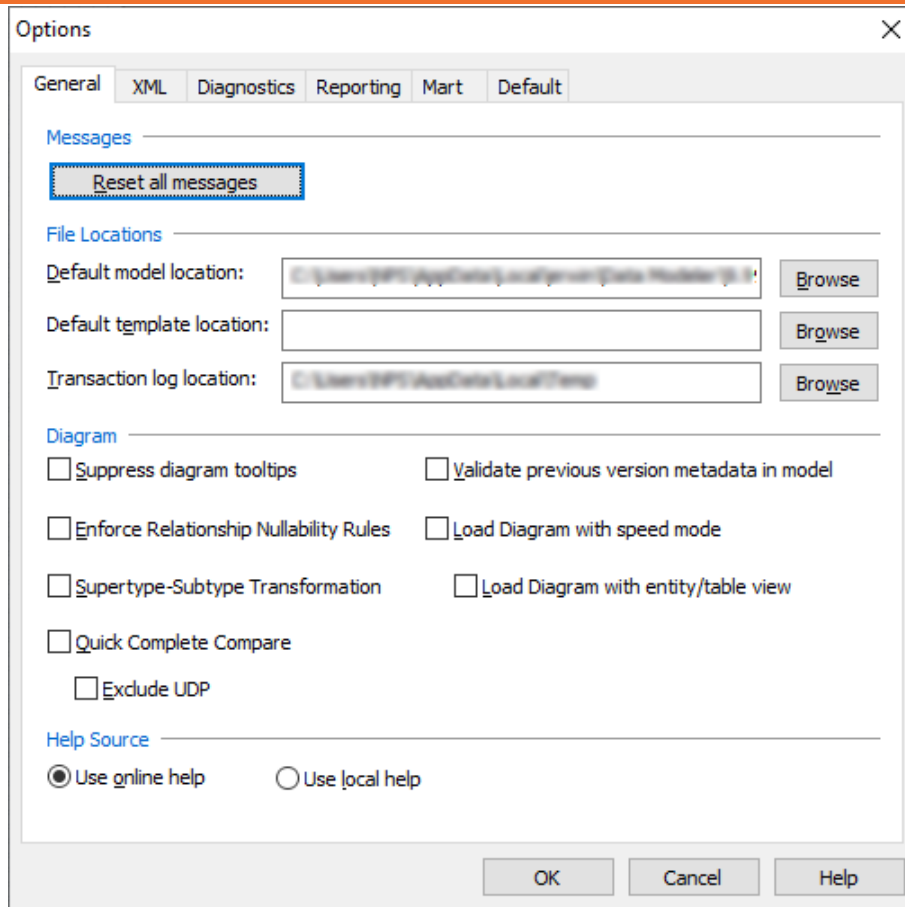 Options
General XML Diagnostics Reporting Mart Default
Messages
Reset all messages
File Locations
Default model location: Browse
Default template location: Browse
Transaction log location: Browse
Diagram
Suppress diagram tooltips Validate previous version metadata in model
Enforce Relationship Nullability Rules Load Diagram with speed mode
Supertype-Subtype Transformation Load Diagram with entity/table view
Quick Complete Compare
Exclude UDP
Help Source
Use online help Use local help
OK Cancel Help